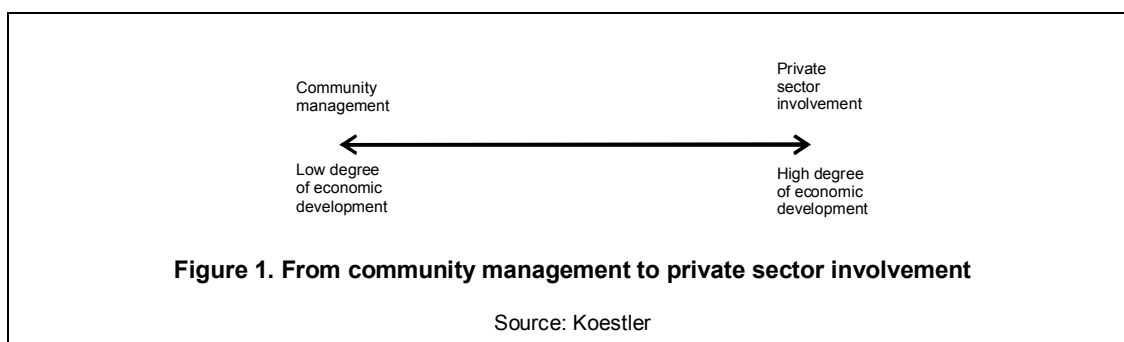 Community
management
Private
sector
involvement
Low degree
of economic
development
High degree
of economic
development
Figure 1. From community management to private sector involvement
Source: Koestler